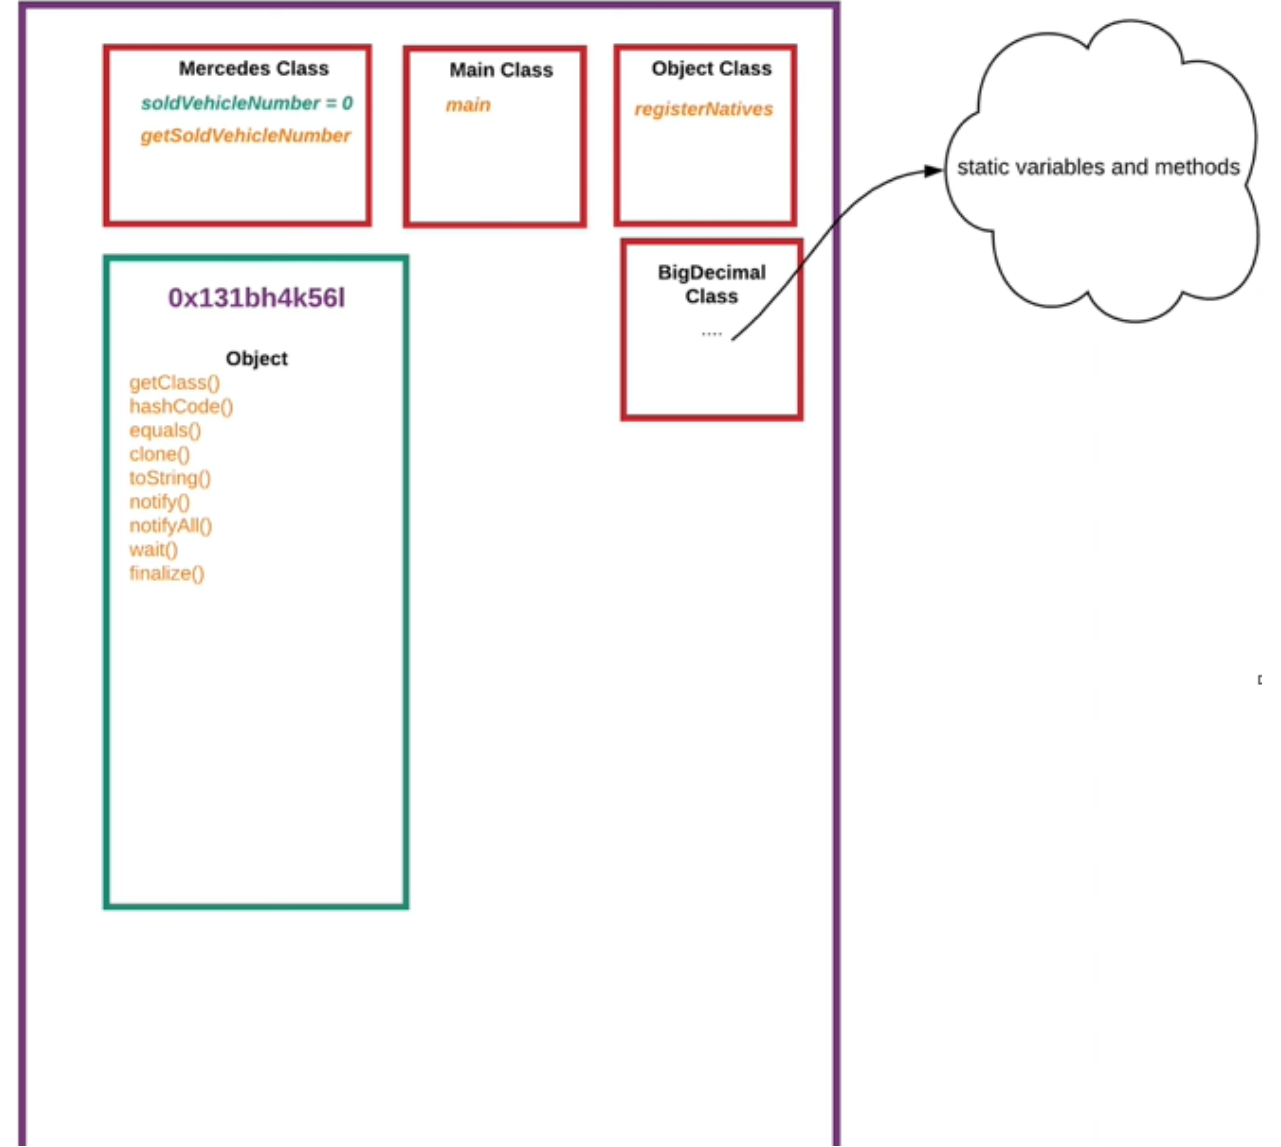 Mercedes Class
soldVehicleNumber = 0
getSoldVehicleNumber
Main Class
main
Object Class
registerNatives
static variables and methods
BigDecimal
Class
....
0x131bh4k56l
Object
getClass()
hashCode()
equals()
clone()
toString()
notify()
notifyAll()
wait()
finalize()